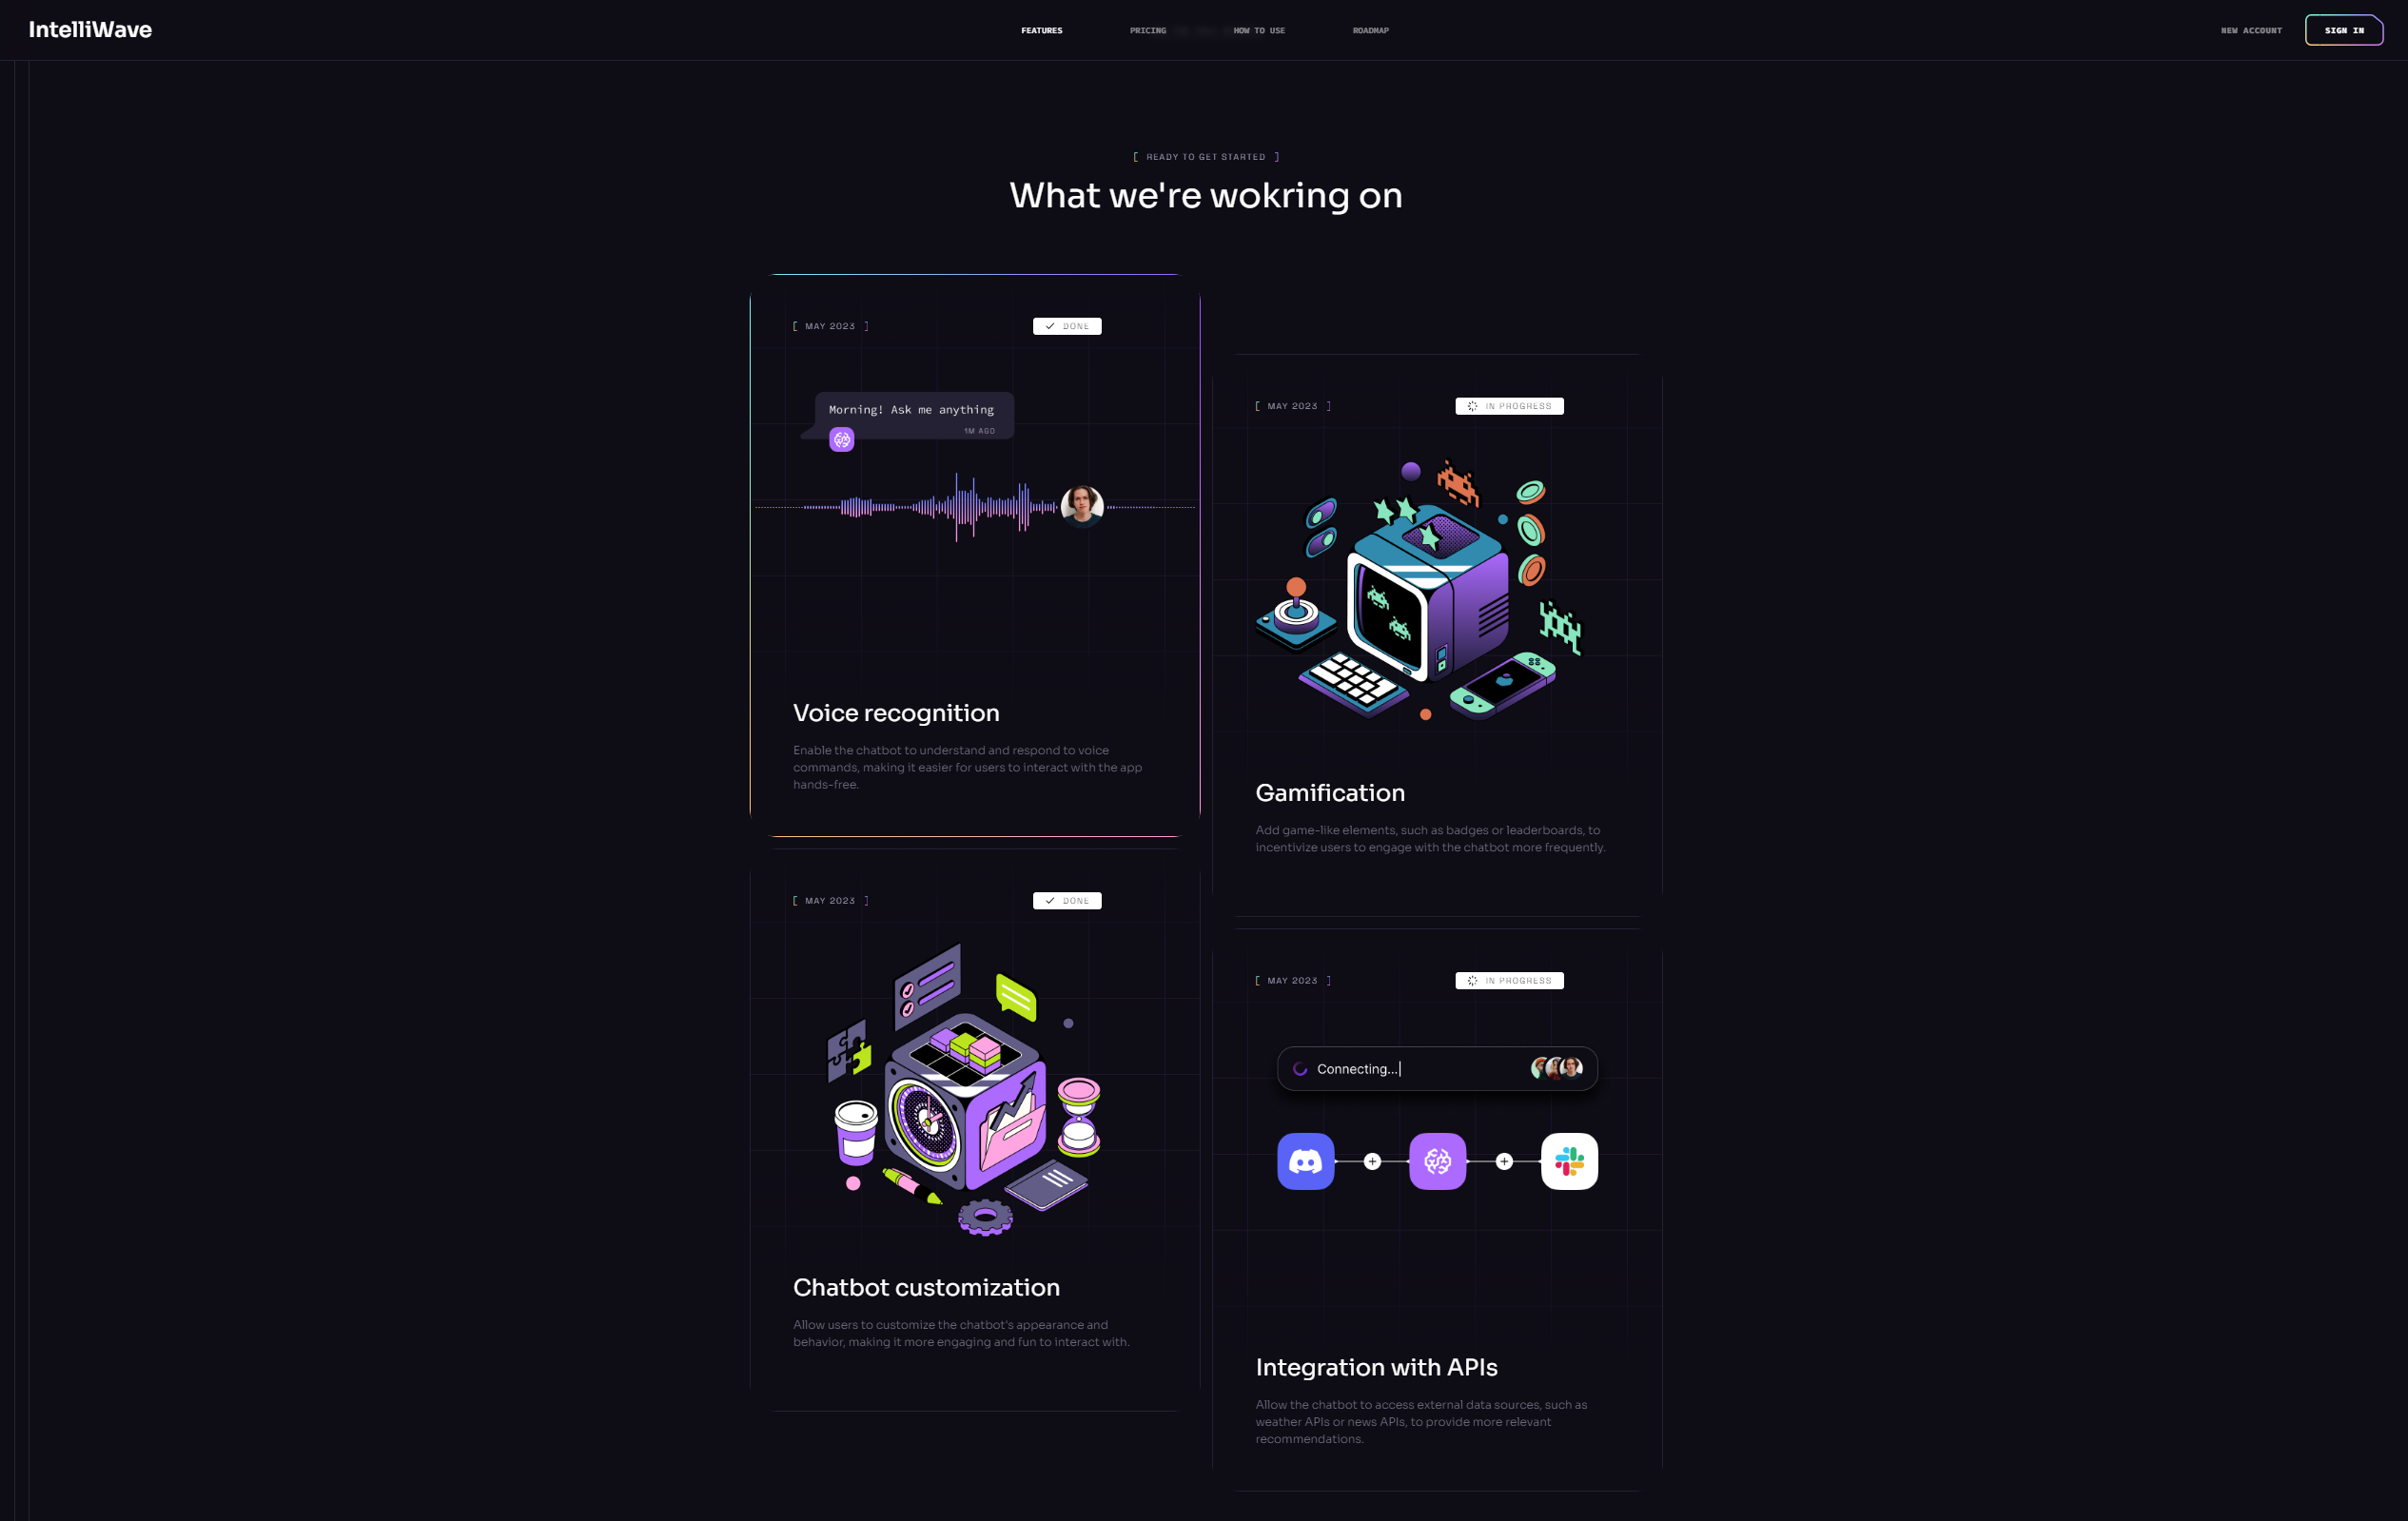 IntelliWave
FEATURES
PRICING
HOW TO USE
ROADMAP
NEW ACCOUNT
SIGN IN
[ READY TO GET STARTED ]
What we're wokring on
[ MAY 2023 ]
DONE
Morning! Ask me anything
1M AGO
Voice recognition
Enable the chatbot to understand and respond to voice
commands, making it easier for users to interact with the app
hands-free.
[ MAY 2023 ]
IN PROGRESS
Gamification
Add game-like elements, such as badges or leaderboards, to
incentivize users to engage with the chatbot more frequently.
[ MAY 2023 ]
DONE
Chatbot customization
Allow users to customize the chatbot's appearance and
behavior, making it more engaging and fun to interact with.
[ MAY 2023 ]
IN PROGRESS
Connecting...
Integration with APIs
Allow the chatbot to access external data sources, such as
weather APIs or news APIs, to provide more relevant
recommendations.